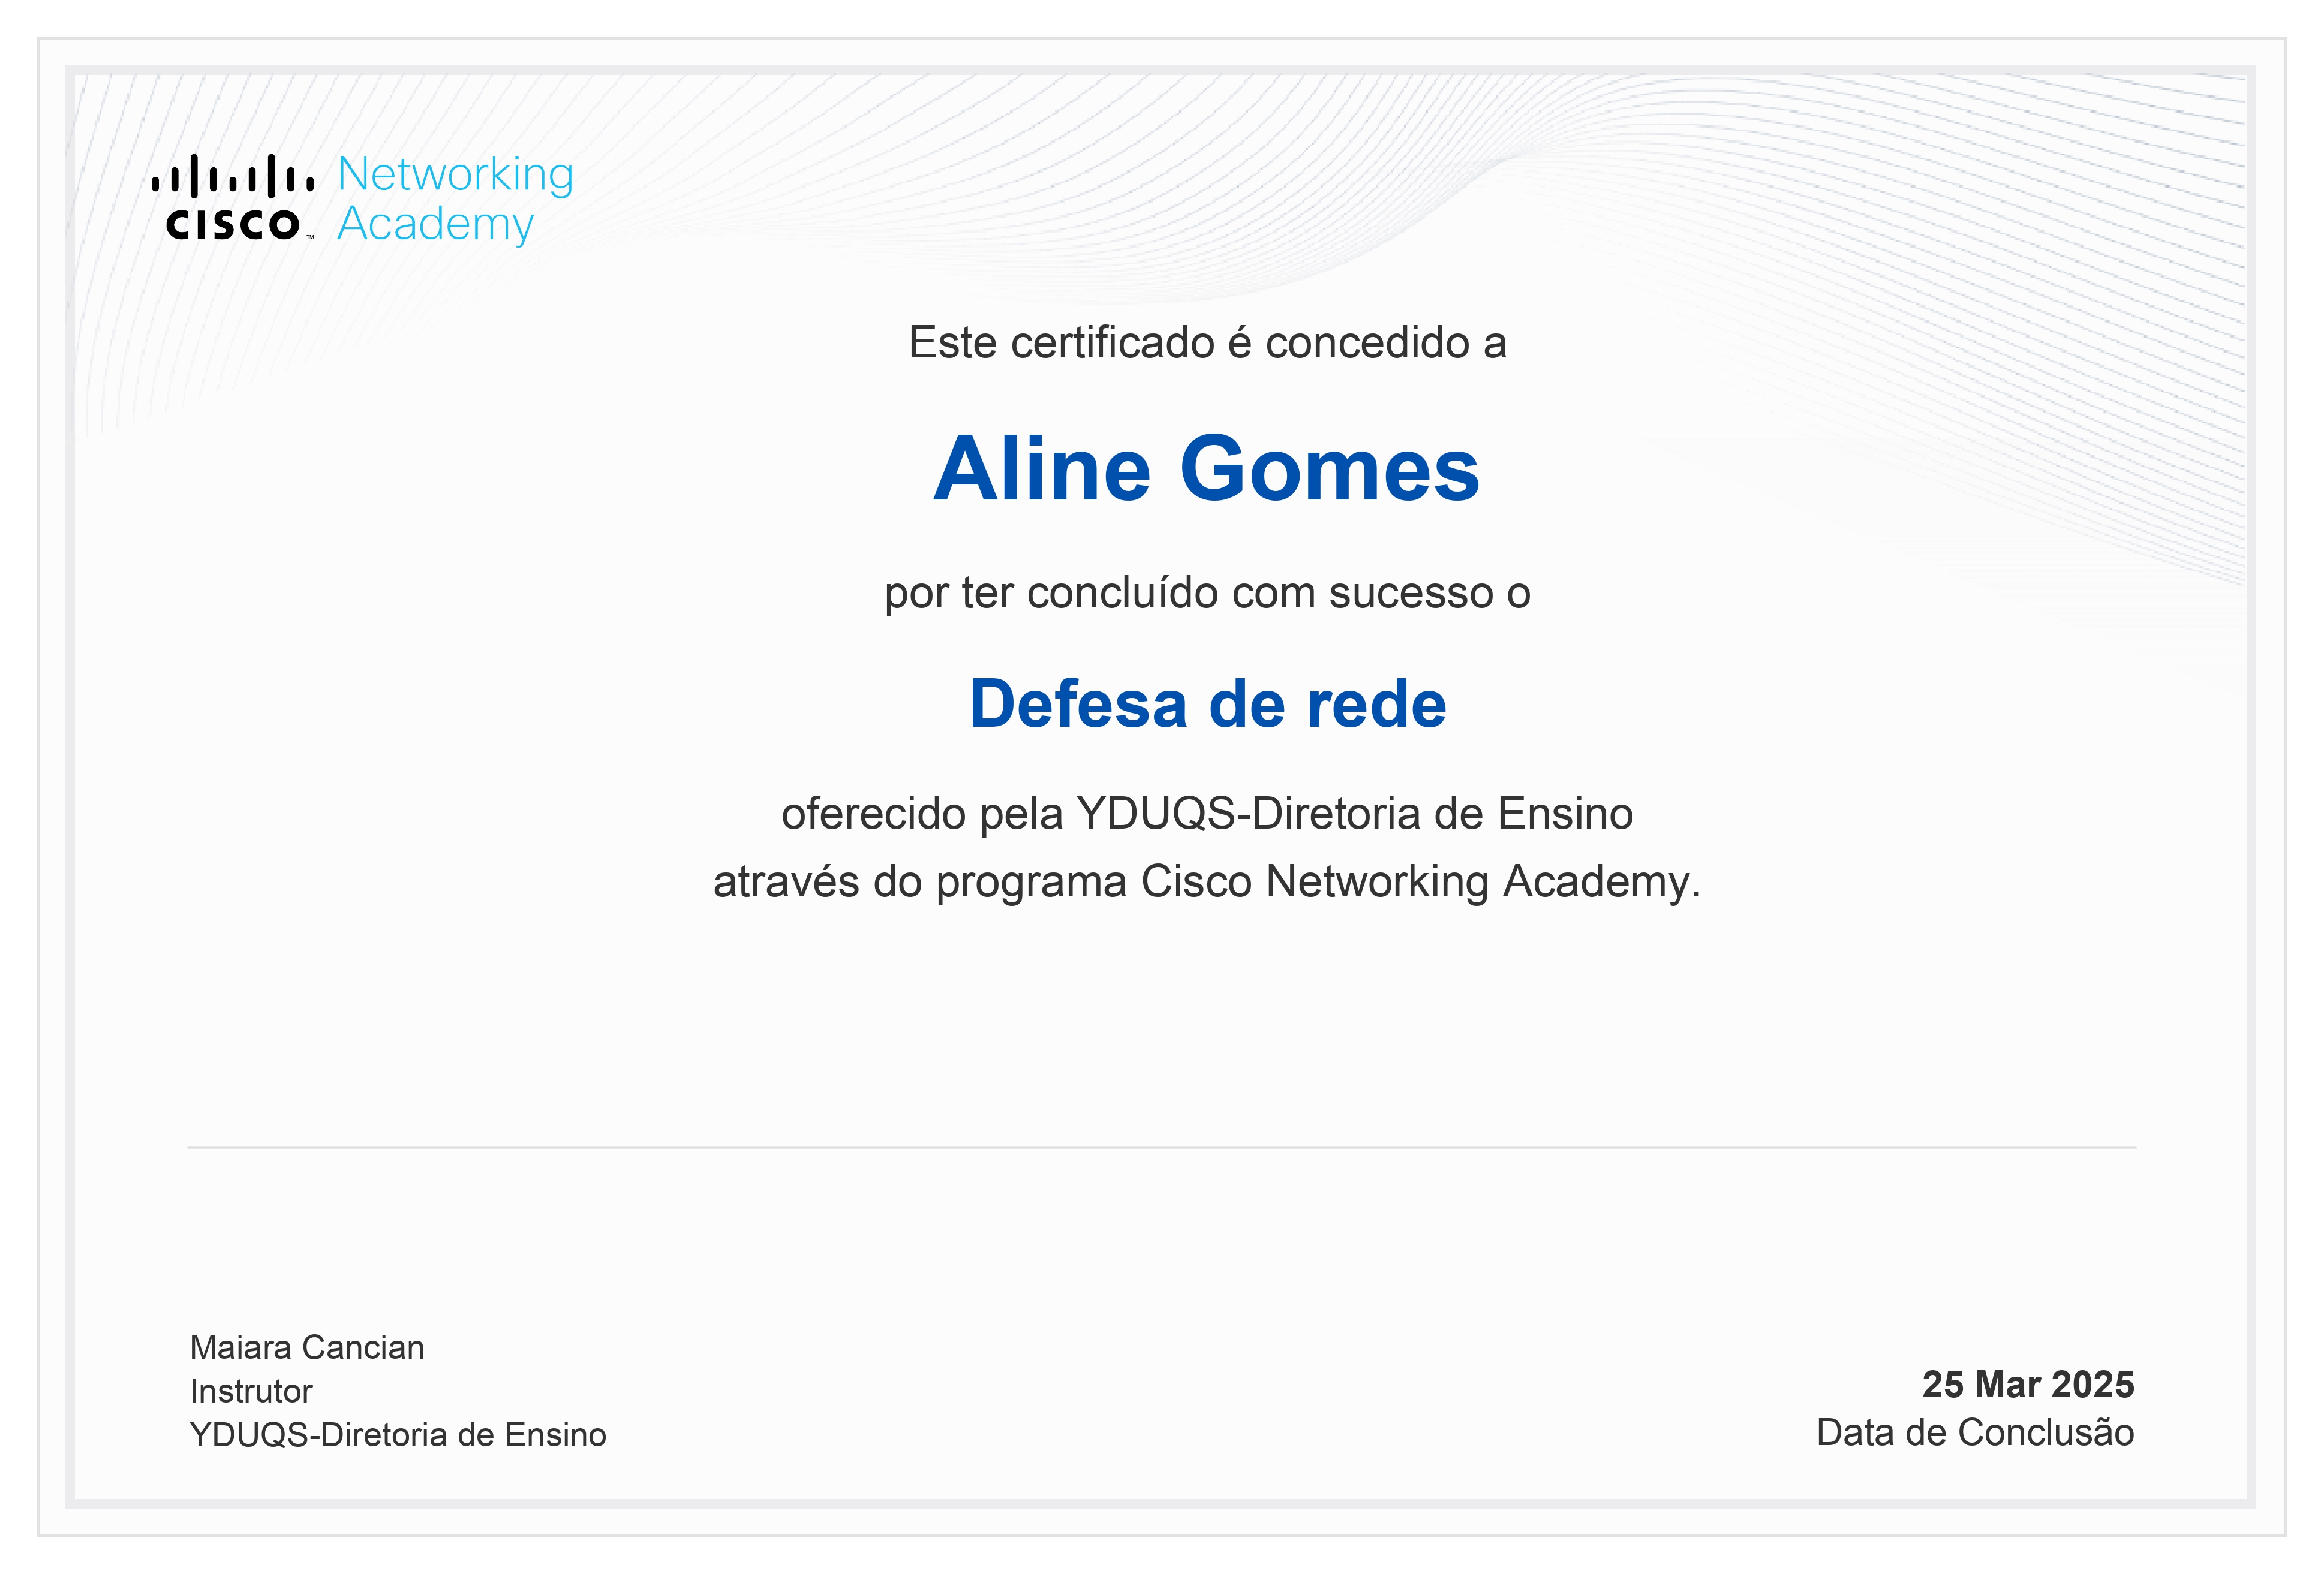 CISCO™ Networking
Academy
Este certificado é concedido a
Aline Gomes
por ter concluído com sucesso o
Defesa de rede
oferecido pela YDUQS-Diretoria de Ensino
através do programa Cisco Networking Academy.
Maiara Cancian
Instrutor
YDUQS-Diretoria de Ensino
25 Mar 2025
Data de Conclusão